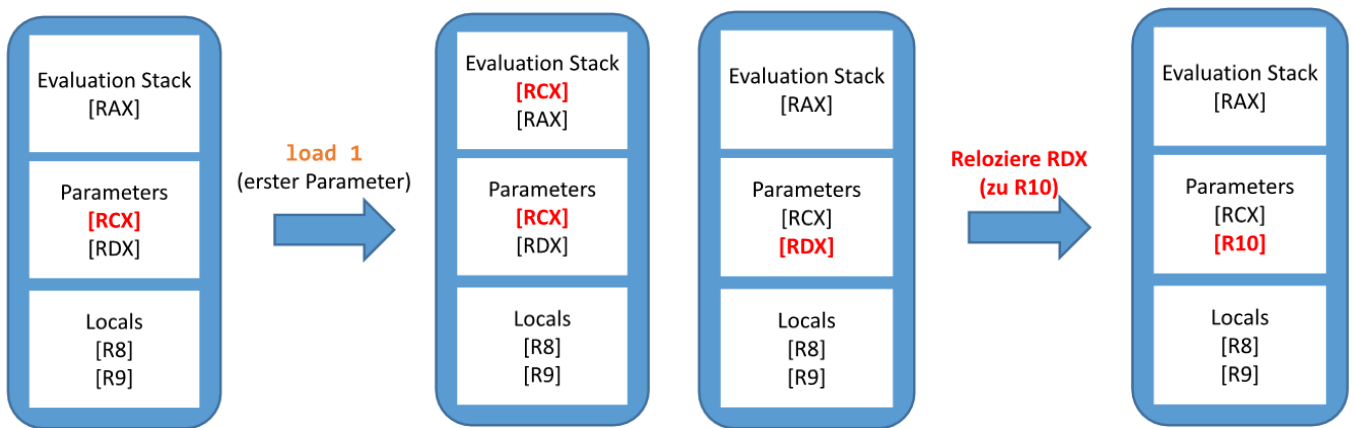 Evaluation Stack
[RAX]
Parameters
[RCX]
[RDX]
Locals
[R8]
[R9]
load 1
(erster Parameter)
Evaluation Stack
[RCX]
[RAX]
Parameters
[RCX]
[RDX]
Locals
[R8]
[R9]
Evaluation Stack
[RAX]
Parameters
[RCX]
[RDX]
Locals
[R8]
[R9]
Reloziere RDX
(zu R10)
Evaluation Stack
[RAX]
Parameters
[RCX]
[R10]
Locals
[R8]
[R9]